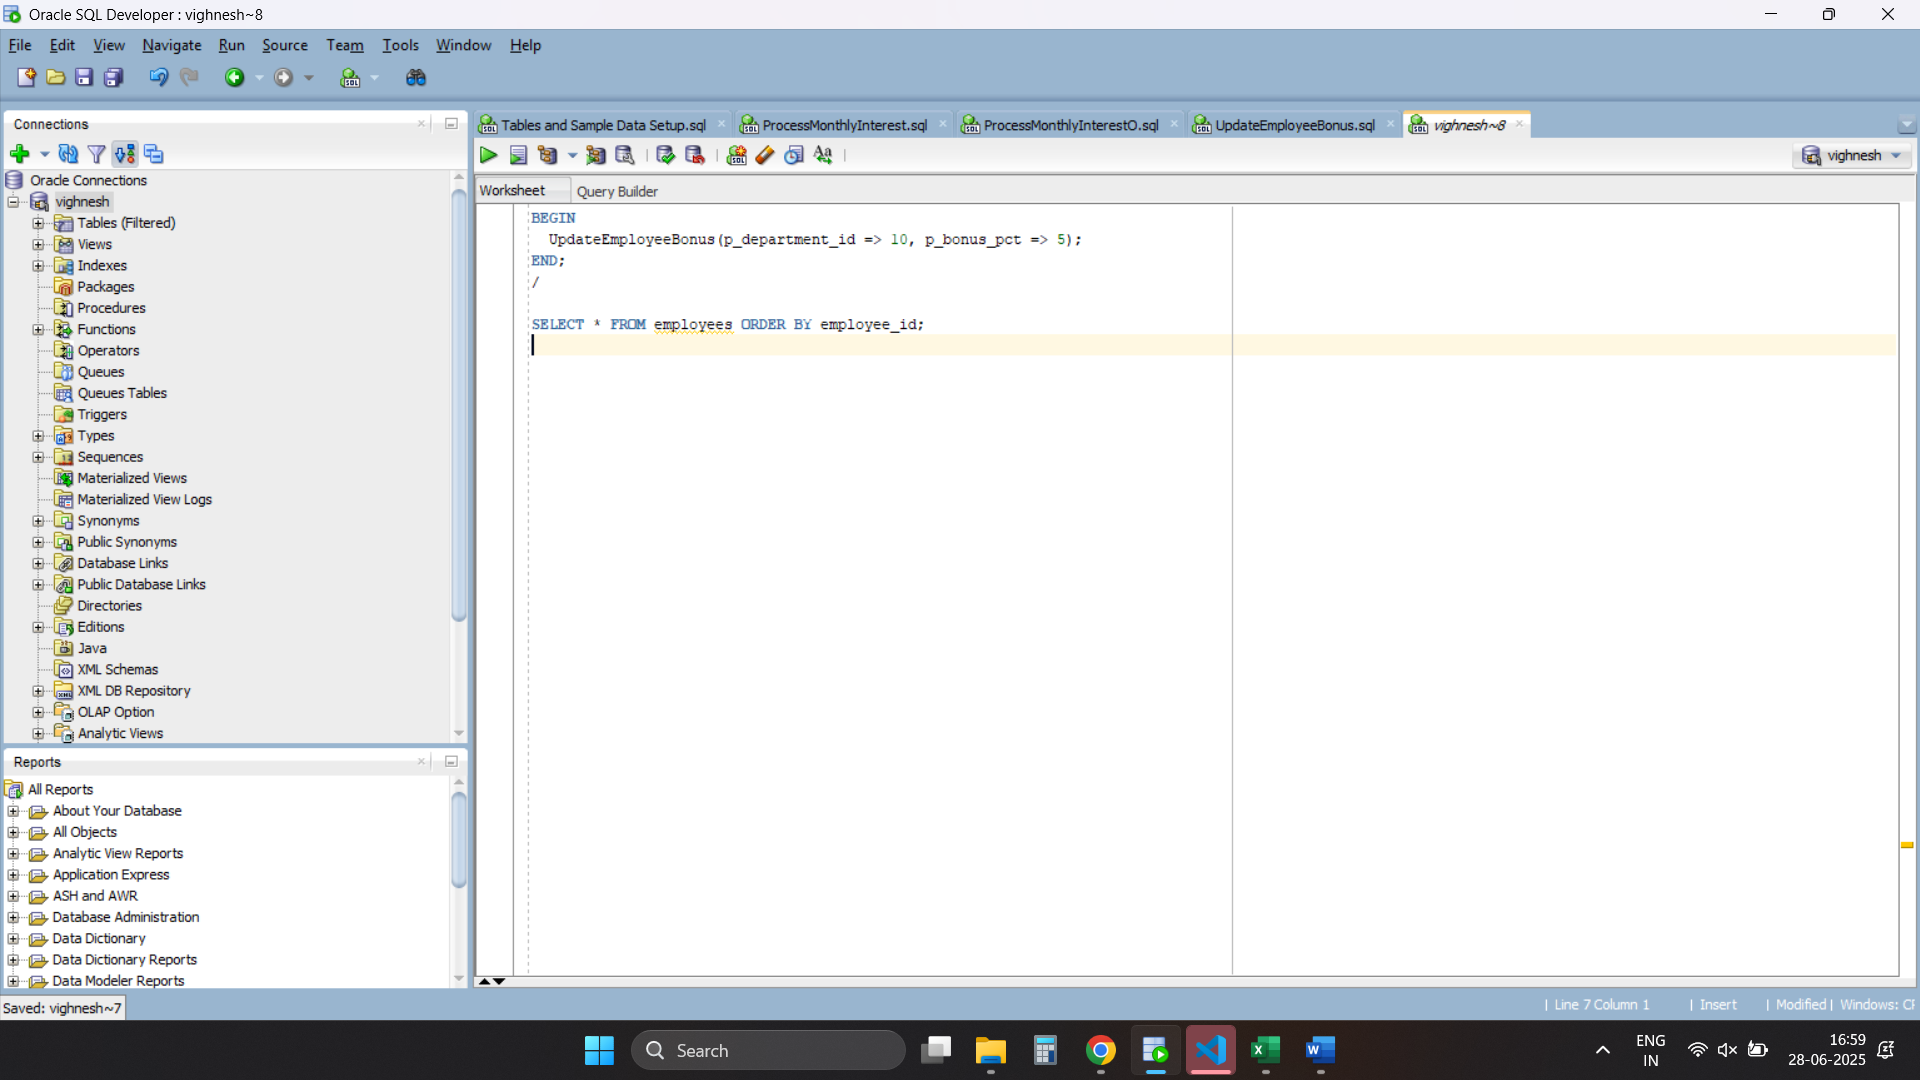 Oracle SQL Developer : vighnesh~8
File Edit View Navigate Run Source Team Tools Window Help
Connections
Oracle Connections
vighnesh
Tables (Filtered)
Views
Indexes
Packages
Procedures
Functions
Operators
Queues
Queues Tables
Triggers
Types
Sequences
Materialized Views
Materialized View Logs
Synonyms
Public Synonyms
Database Links
Public Database Links
Directories
Editions
Java
XML Schemas
XML DB Repository
OLAP Option
Analytic Views
Reports
All Reports
About Your Database
All Objects
Analytic View Reports
Application Express
ASH and AWR
Database Administration
Data Dictionary
Data Dictionary Reports
Data Modeler Reports
Tables and Sample Data Setup.sql ProcessMonthlyInterest.sql ProcessMonthlyInterestO.sql UpdateEmployeeBonus.sql vighnesh~8
vighnesh
Worksheet Query Builder
BEGIN
UpdateEmployeeBonus(p_department_id => 10, p_bonus_pct => 5);
END;
/
SELECT * FROM employees ORDER BY employee_id;
Saved: vighnesh~7
Line 7 Column 1 | Insert | Modified | Windows:
Search
ENG
IN
16:59
28-06-2025